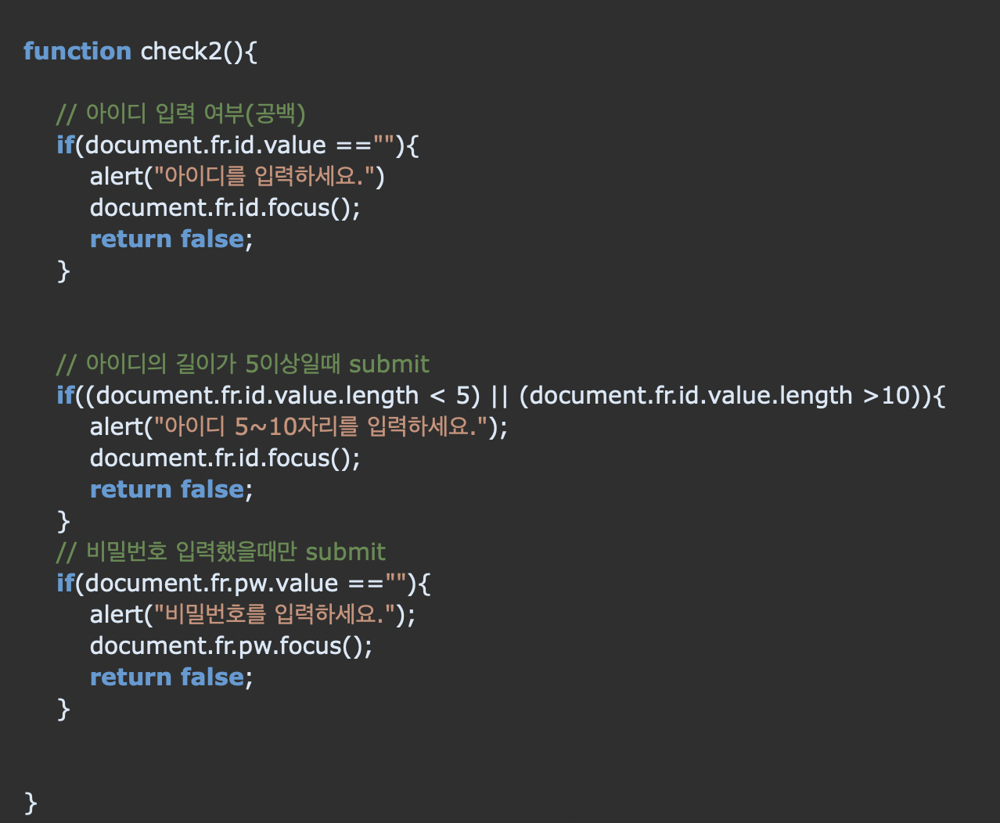 function check2(){
// 아이디 입력 여부(공백)
if(document.fr.id.value ==""){
alert("아이디를 입력하세요.")
document.fr.id.focus();
return false;
}
// 아이디의 길이가 5이상일때 submit
if((document.fr.id.value.length < 5) || (document.fr.id.value.length >10)){
alert("아이디 5~10자리를 입력하세요.");
document.fr.id.focus();
return false;
}
// 비밀번호 입력했을때만 submit
if(document.fr.pw.value ==""){
alert("비밀번호를 입력하세요.");
document.fr.pw.focus();
return false;
}
}